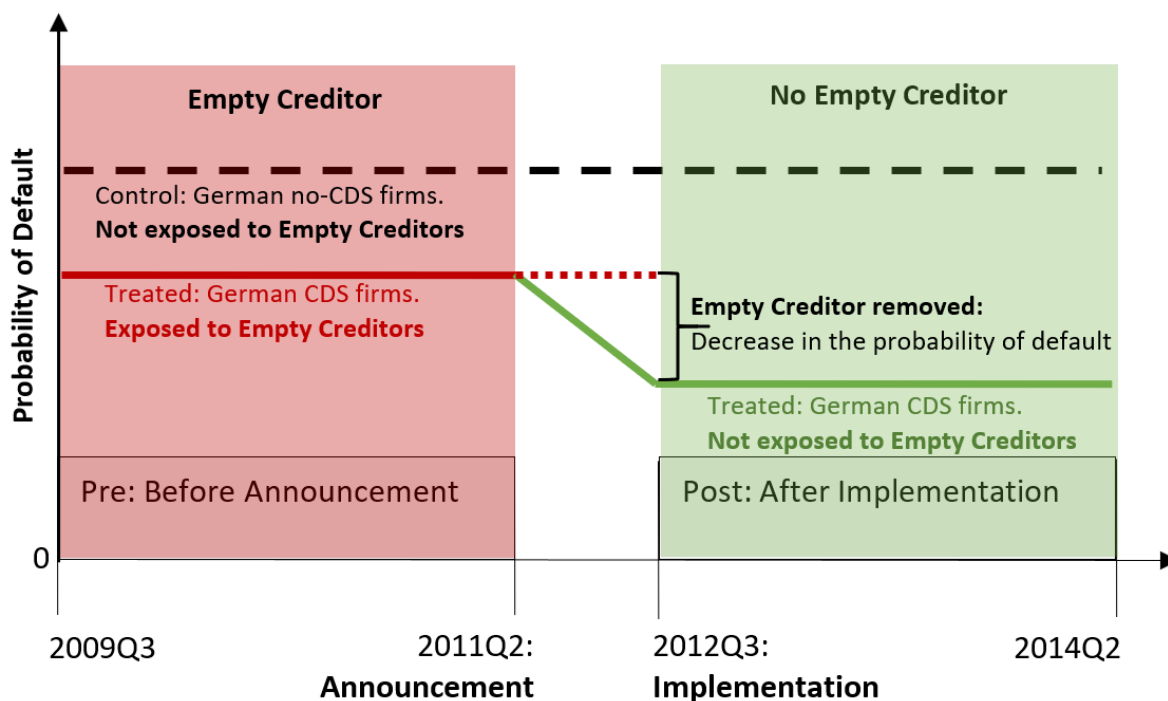 Probability of Default
Empty Creditor
No Empty Creditor
Control: German no-CDS firms.
Not exposed to Empty Creditors
Treated: German CDS firms.
Exposed to Empty Creditors
Empty Creditor removed:
Decrease in the probability of default
Treated: German CDS firms.
Not exposed to Empty Creditors
Pre: Before Announcement
Post: After Implementation
0
2009Q3
2011Q2:
Announcement
2012Q3:
Implementation
2014Q2